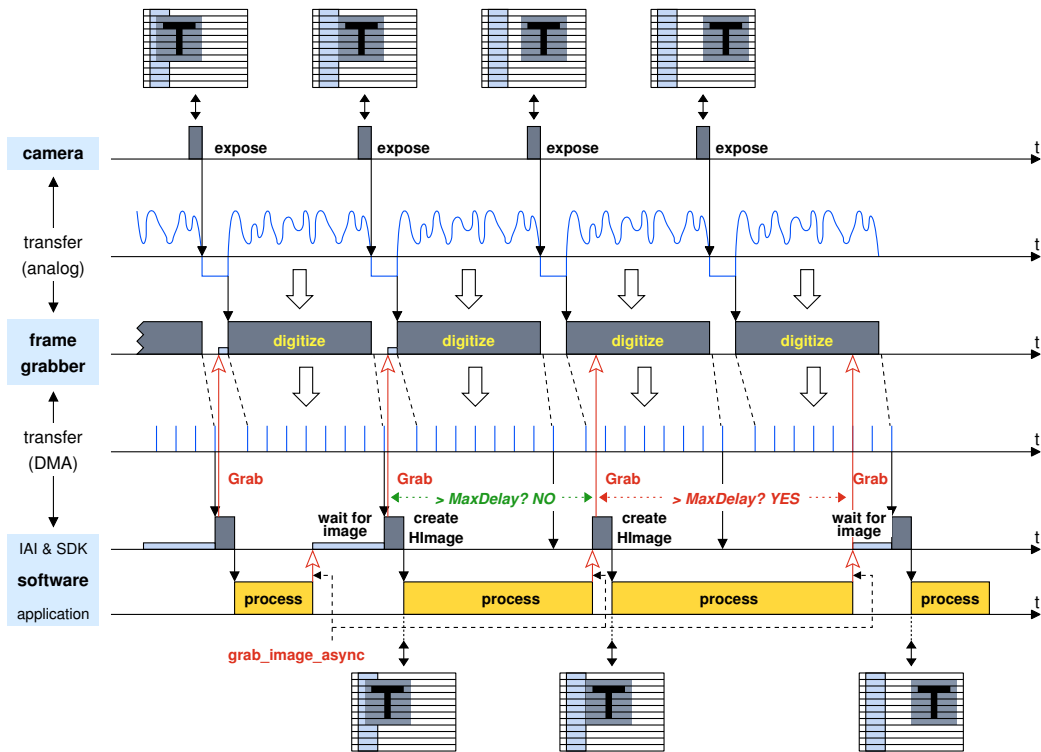 T
T
T
T
expose
expose
expose
expose
t
camera
transfer
(analog)
t
frame
grabber
digitize
digitize
digitize
digitize
t
transfer
(DMA)
t
Grab
Grab
Grab
Grab
> MaxDelay? NO
> MaxDelay? YES
wait for
image
create
HImage
create
HImage
wait for
image
IAI & SDK
t
software
application
process
process
process
process
t
grab_image_async
T
T
T